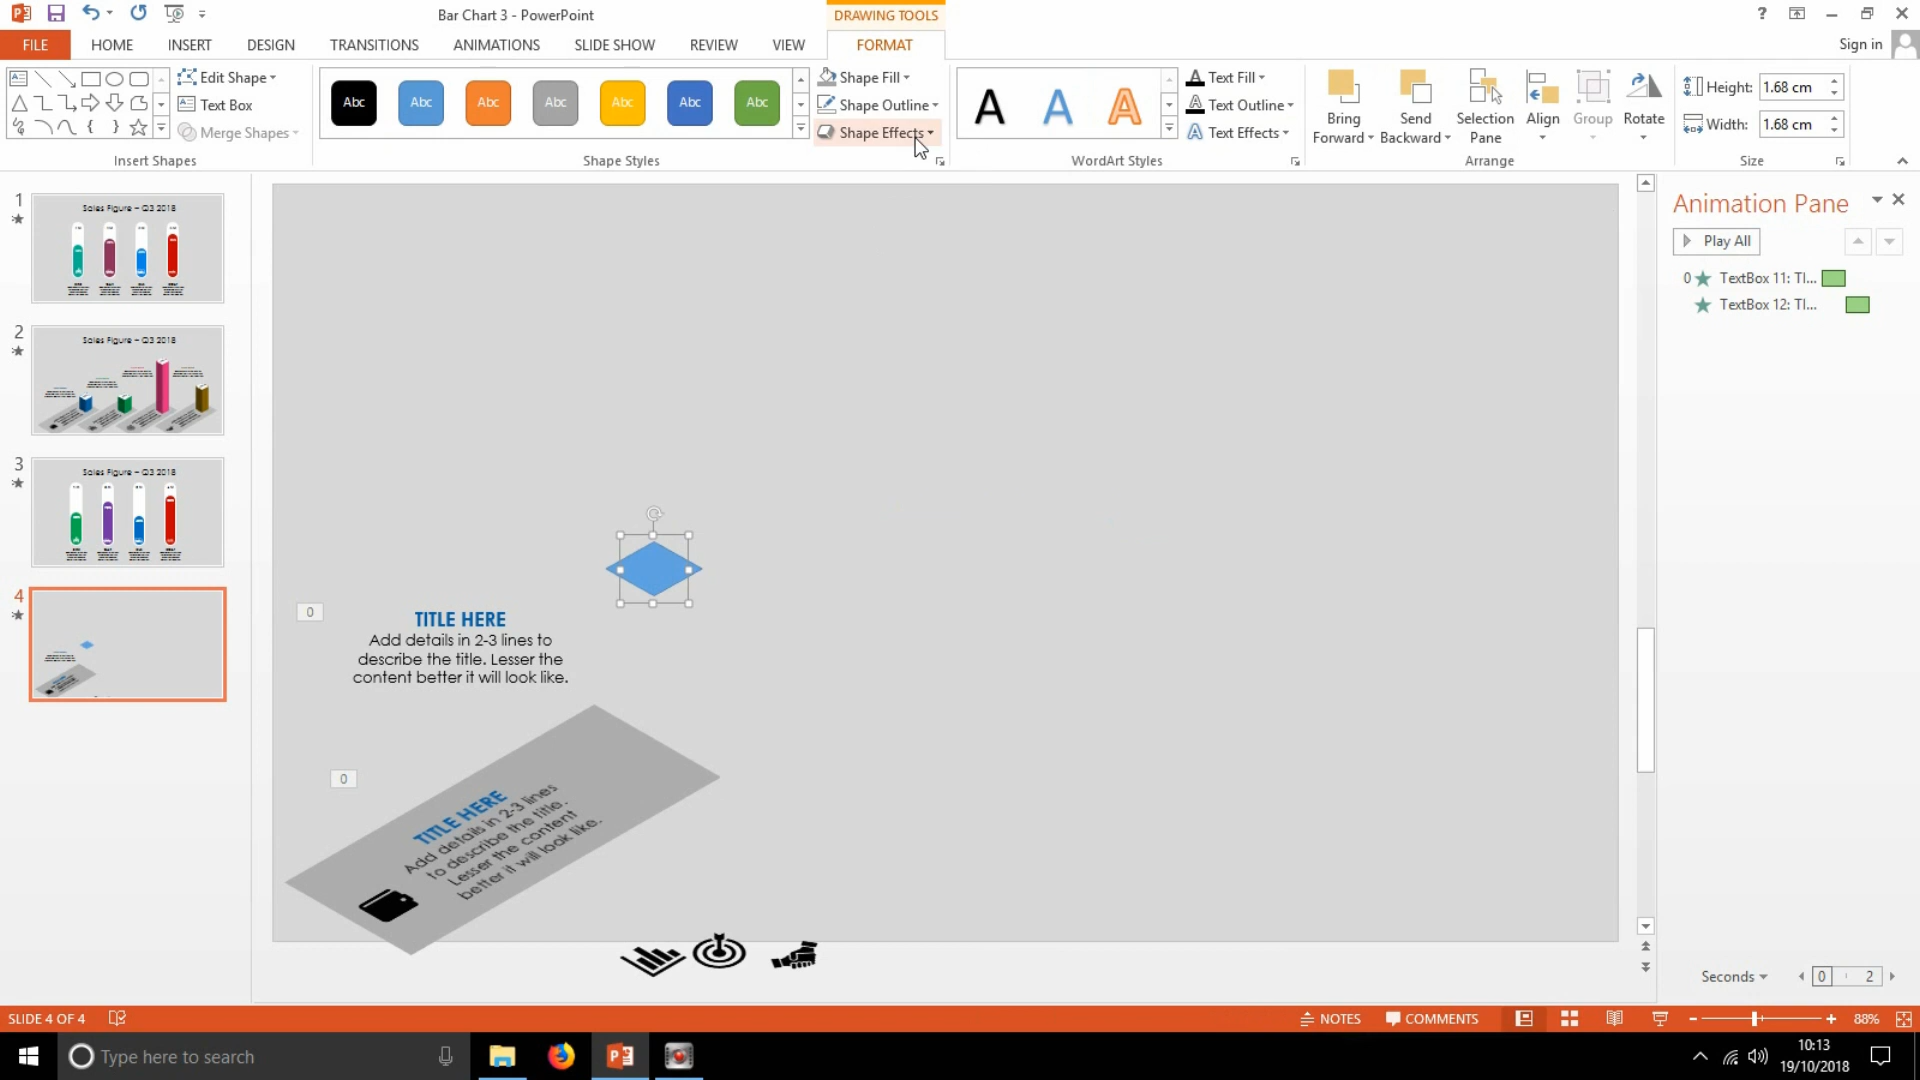 Bar Chart 3 - PowerPoint
DRAWING TOOLS
?
FILE
HOME
INSERT
DESIGN
TRANSITIONS
ANIMATIONS
SLIDE SHOW
REVIEW
VIEW
FORMAT
Sign in
Edit Shape
Text Box
Merge Shapes
Insert Shapes
Abc
Abc
Abc
Abc
Abc
Abc
Abc
Shape Styles
Shape Fill
Shape Outline
Shape Effects
A
A
A
WordArt Styles
Text Fill
Text Outline
Text Effects
Bring
Forward
Send
Backward
Selection
Pane
Align
Group
Rotate
Arrange
Height: 1.68 cm
Width: 1.68 cm
Size
1
Sales Figure – Q3 2018
2
Sales Figure – Q3 2018
3
Sales Figure – Q3 2018
4
0
TITLE HERE
Add details in 2-3 lines to
describe the title. Lesser the
content better it will look like.
0
TITLE HERE
Add details in 2-3 lines
to describe the title.
Lesser the content
better it will look like.
Animation Pane
Play All
0 TextBox 11: TI...
TextBox 12: TI...
Seconds
0
2
SLIDE 4 OF 4
NOTES
COMMENTS
88%
Type here to search
10:13
19/10/2018